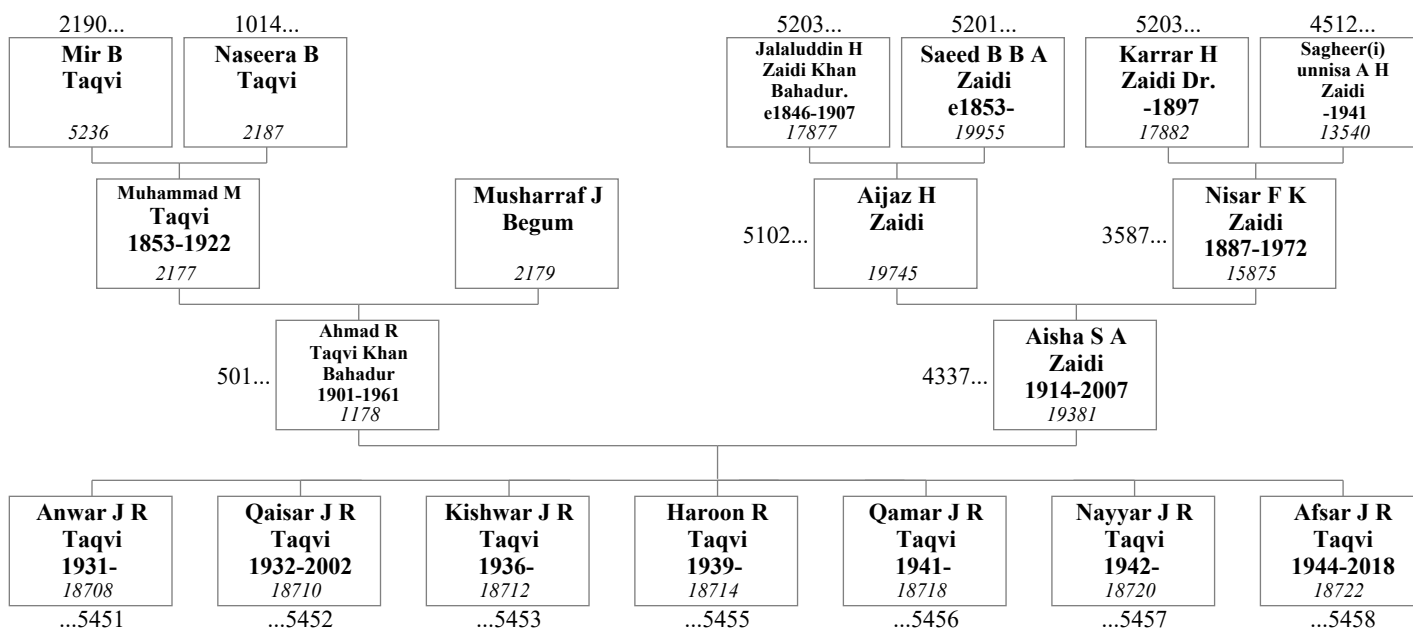 2190...
1014...
5203...
5201...
5203...
4512...
Mir B
Taqvi
5236
Naseera B
Taqvi
2187
Jalaluddin H
Zaidi Khan
Bahadur.
e1846-1907
17877
Saeed B B A
Zaidi
e1853-
19955
Karrar H
Zaidi Dr.
-1897
17882
Sagheer(i)
unnisa A H
Zaidi
-1941
13540
Muhammad M
Taqvi
1853-1922
2177
Musharraf J
Begum
2179
5102...
Aijaz H
Zaidi
19745
3587...
Nisar F K
Zaidi
1887-1972
15875
501...
Ahmad R
Taqvi Khan
Bahadur
1901-1961
1178
4337...
Aisha S A
Zaidi
1914-2007
19381
Anwar J R
Taqvi
1931-
18708
...5451
Qaisar J R
Taqvi
1932-2002
18710
...5452
Kishwar J R
Taqvi
1936-
18712
...5453
Haroon R
Taqvi
1939-
18714
...5455
Qamar J R
Taqvi
1941-
18718
...5456
Nayyar J R
Taqvi
1942-
18720
...5457
Afsar J R
Taqvi
1944-2018
18722
...5458